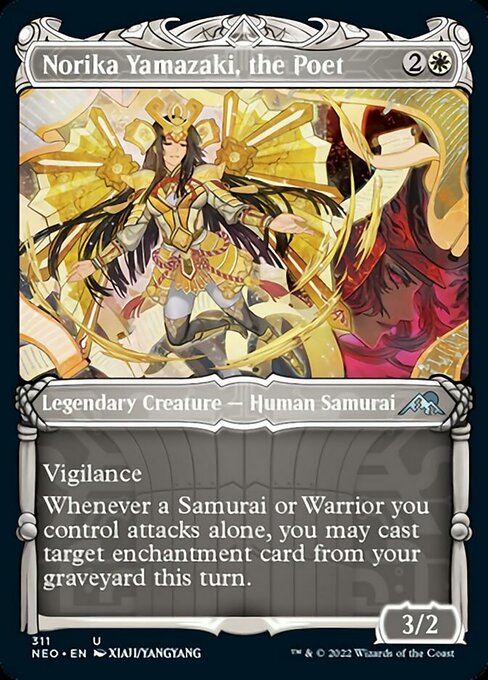 Norika Yamazaki, the Poet 2
Legendary Creature — Human Samurai
Vigilance
Whenever a Samurai or Warrior you
control attacks alone, you may cast
target enchantment card from your
graveyard this turn.
3/2
311 U
NEO • EN XIAJI/YANGYANG
™ & © 2022 Wizards of the Coast